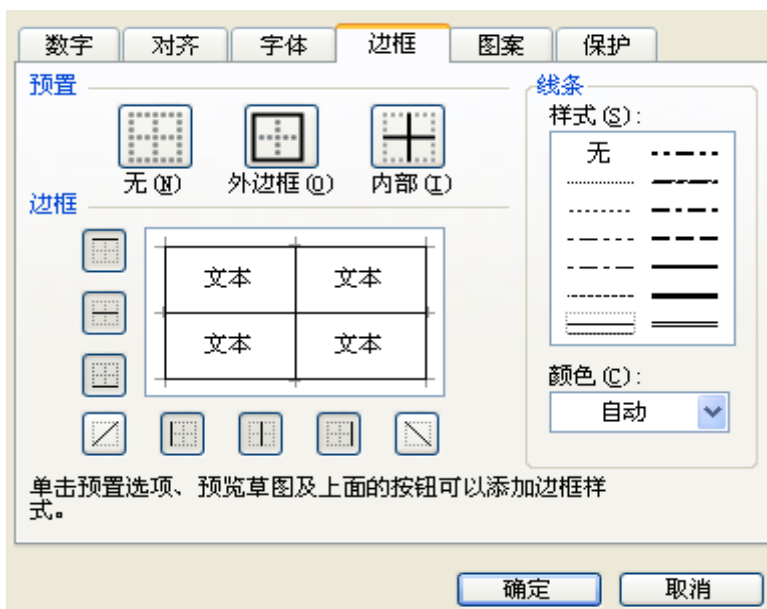 数字 对齐 字体 边框 图案 保护
预置
无(N) 外边框(O) 内部(I)
边框
文本 文本
文本 文本
线条
样式(S):
无
颜色(C):
自动
单击预置选项、预览草图及上面的按钮可以添加边框样
式。
确定 取消